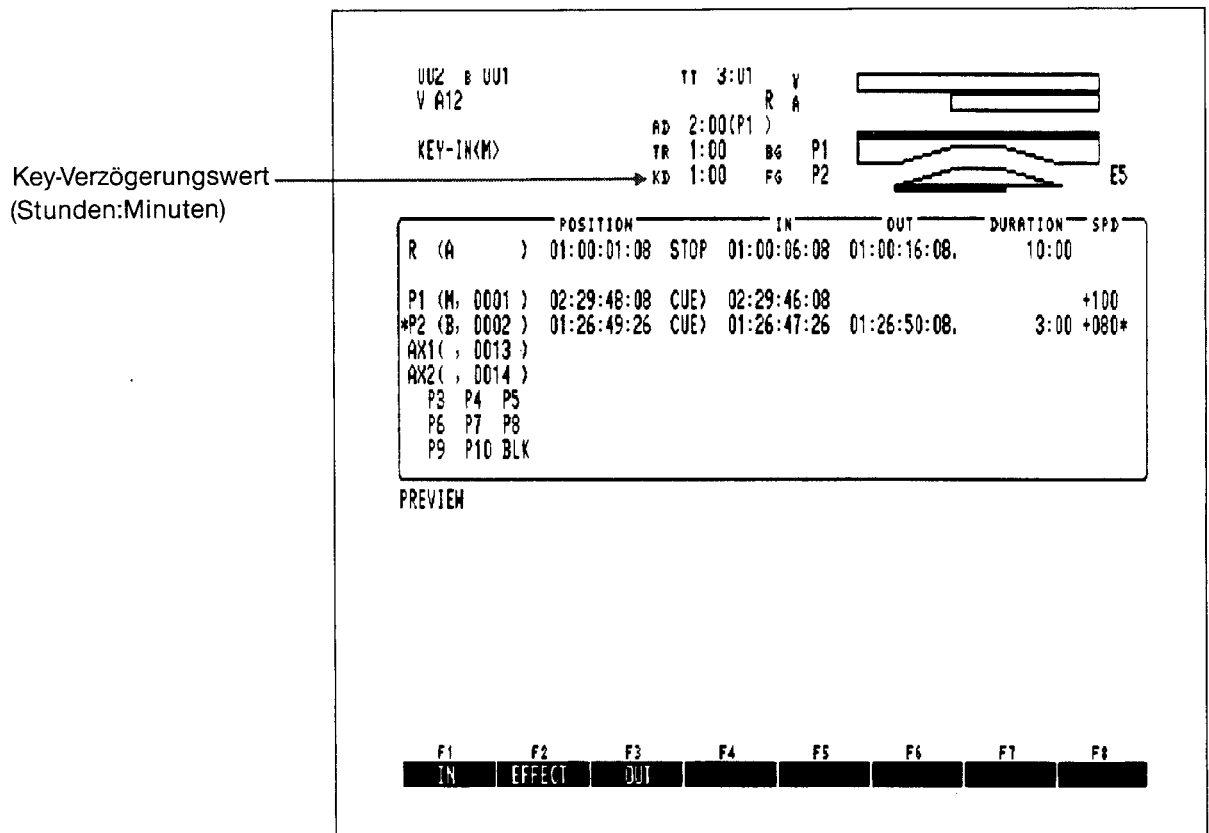 002 B 001 TT 3:01 V
V A12 R A
AD 2:00(P1 )
KEY-IN(M) TR 1:00 BG P1
Key-Verzögerungswert KD 1:00 FG P2 E5
(Stunden:Minuten)
POSITION IN OUT DURATION SPD
R (A ) 01:00:01:08 STOP 01:00:06:08 01:00:16:08. 10:00
P1 (M, 0001 ) 02:29:48:08 CUE) 02:29:46:08 +100
*P2 (B, 0002 ) 01:26:49:26 CUE) 01:26:47:26 01:26:50:08. 3:00 +080*
AX1( , 0013 )
AX2( , 0014 )
P3 P4 P5
P6 P7 P8
P9 P10 BLK
PREVIEW
F1 F2 F3 F4 F5 F6 F7 F8
IN EFFECT OUT